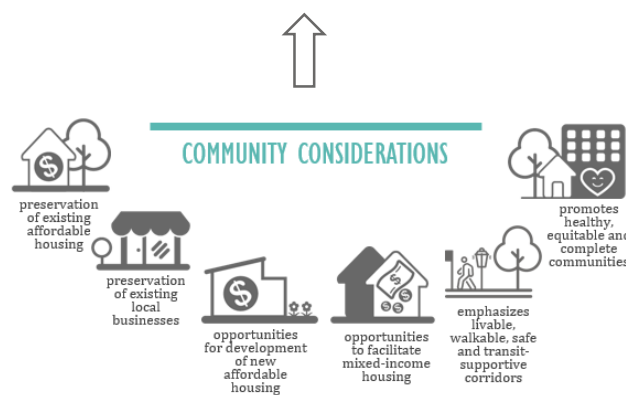 COMMUNITY CONSIDERATIONS
preservation
of existing
affordable
housing
preservation
of existing
local
businesses
opportunities
for development
of new
affordable
housing
opportunities
to facilitate
mixed-income
housing
emphasizes
livable,
walkable, safe
and transit-
supportive
corridors
promotes
healthy,
equitable and
complete
communities